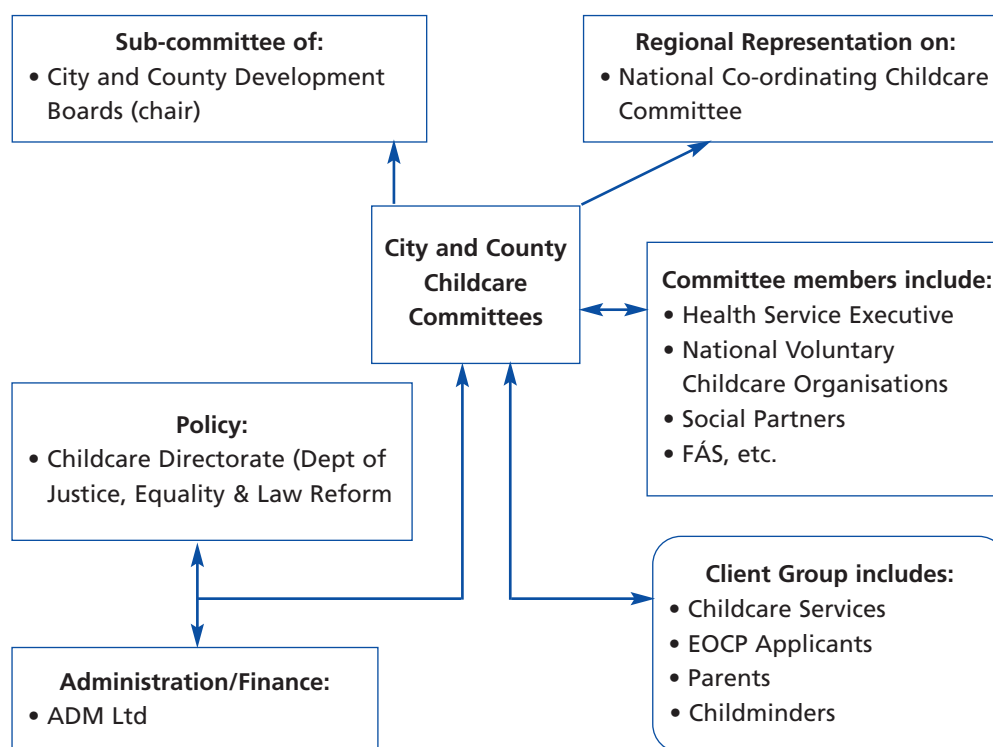 Sub-committee of:
• City and County Development
Boards (chair)
Regional Representation on:
• National Co-ordinating Childcare
Committee
City and County
Childcare
Committees
Committee members include:
• Health Service Executive
• National Voluntary
Childcare Organisations
• Social Partners
• FÁS, etc.
Policy:
• Childcare Directorate (Dept of
Justice, Equality & Law Reform
Client Group includes:
• Childcare Services
• EOCP Applicants
• Parents
• Childminders
Administration/Finance:
• ADM Ltd